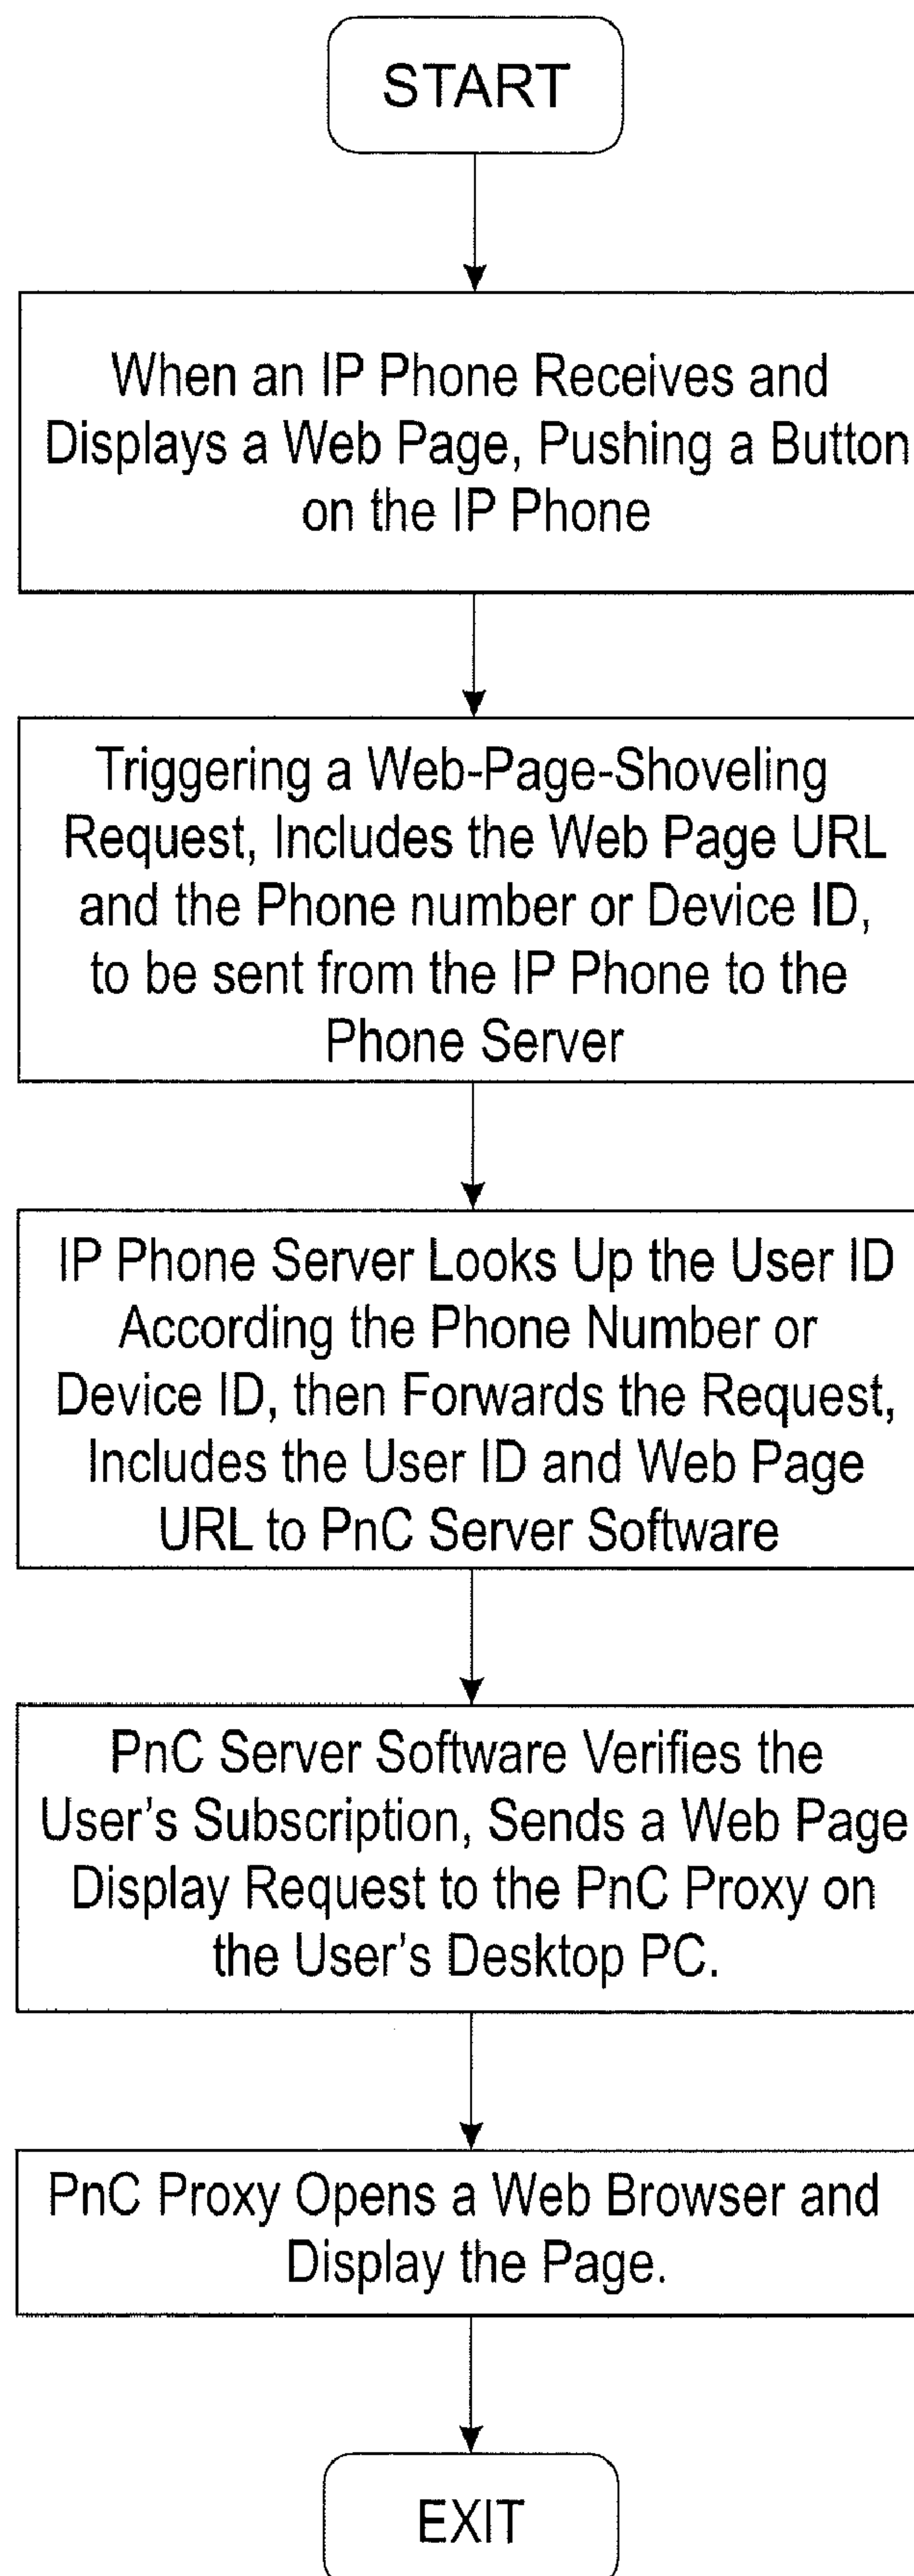 START
When an IP Phone Receives and
Displays a Web Page, Pushing a Button
on the IP Phone
Triggering a Web-Page-Shoveling
Request, Includes the Web Page URL
and the Phone number or Device ID,
to be sent from the IP Phone to the
Phone Server
IP Phone Server Looks Up the User ID
According the Phone Number or
Device ID, then Forwards the Request,
Includes the User ID and Web Page
URL to PnC Server Software
PnC Server Software Verifies the
User's Subscription, Sends a Web Page
Display Request to the PnC Proxy on
the User's Desktop PC.
PnC Proxy Opens a Web Browser and
Display the Page.
EXIT